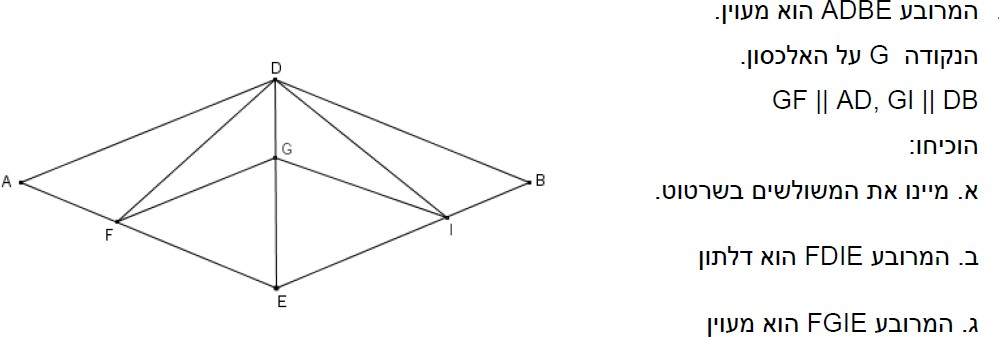 המרובע ADBE הוא מעוין.
הנקודה G על האלכסון.
GF || AD, GI || DB
הוכיחו:
א. מיינו את המשולשים בשרטוט.
ב. המרובע FDIE הוא דלתון
ג. המרובע FGIE הוא מעוין
D
G
A
B
F
I
E